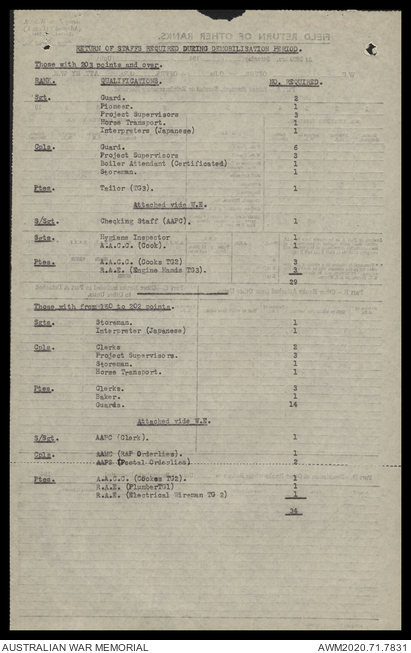 RETURN OF STAFFS REQUIRED DURING DEMOBILISATION PERIOD.
Those with 203 points and over.
RANK. QUALIFICATIONS. NO. REQUIRED.
Sgt. Guard. 2
Pioneer. 1
Project Supervisors 3
Horse Transport. 1
Interpreters (Japanese) 1
Cpls. Guard. 6
Project Supervisors 3
Boiler Attendant (Certificated) 1
Storeman. 1
Ptes. Tailor (TG3). 1
Attached vide W.E.
S/Sgt. Checking Staff (AAPC). 1
Sgts. Hygiene Inspector 1
A.A.C.C. (Cook). 1
Ptes. A.A.C.C. (Cooks TG2) 3
R.A.E. (Engine Hands TG3). 3
29
Those with from 160 to 202 points.
Sgts. Storeman. 1
Interpreter (Japanese) 1
Cpls. Clerks 2
Project Supervisors. 3
Storeman. 1
Horse Transport. 1
Ptes. Clerks. 3
Baker. 1
Guards. 14
Attached vide W.E.
S/Sgt. AAPC (Clerk). 1
Cpls. AAMC (RAP Orderlies). 1
AAPS (Postal Orderlies) 2
Ptes. A.A.C.C. (Cooks TG2). 1
R.A.E. (PlumberTG1) 1
R.A.E. (Electrical Wireman TG 2) 1
34
AUSTRALIAN WAR MEMORIAL AWM2020.71.7831